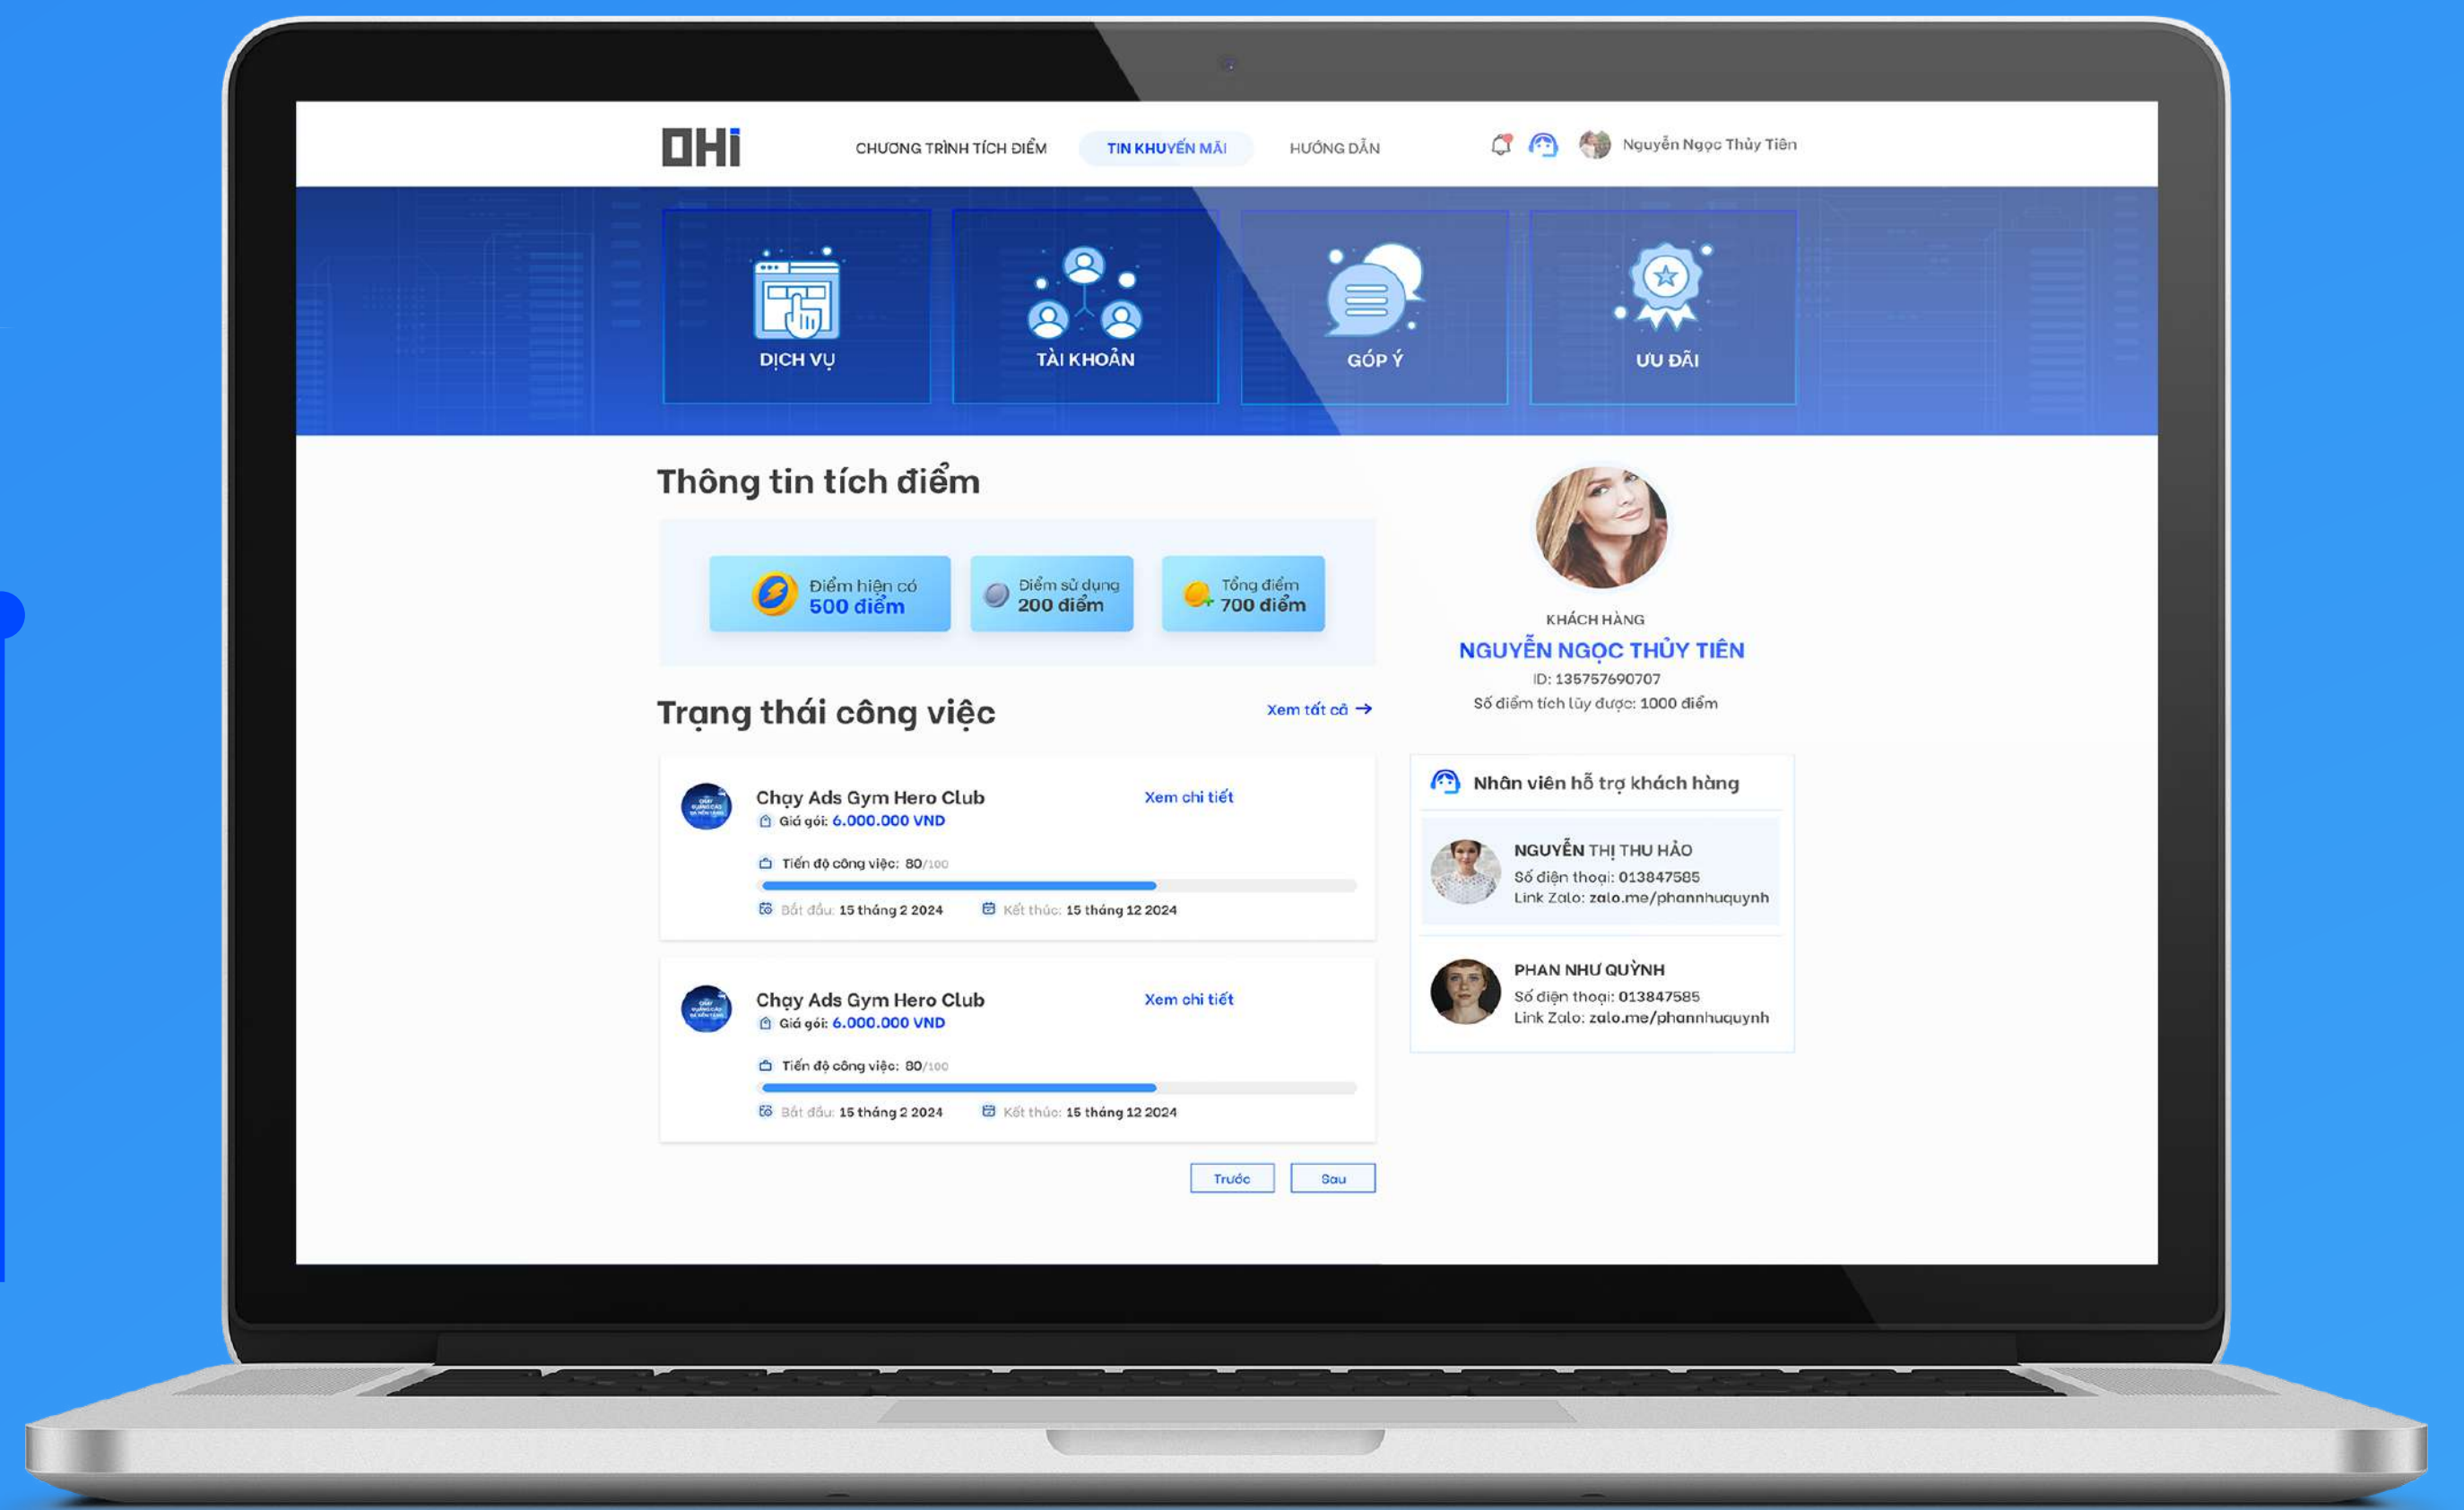 OHi
CHƯƠNG TRÌNH TÍCH ĐIỂM
TIN KHUYẾN MÃI
HƯỚNG DẪN
Nguyễn Ngọc Thủy Tiên
DỊCH VỤ
TÀI KHOẢN
GÓP Ý
ƯU ĐÃI
Thông tin tích điểm
Điểm hiện có
500 điểm
Điểm sử dụng
200 điểm
Tổng điểm
700 điểm
KHÁCH HÀNG
NGUYỄN NGỌC THỦY TIÊN
ID: 135757690707
Số điểm tích lũy được: 1000 điểm
Trạng thái công việc
Xem tất cả →
Chạy Ads Gym Hero Club
Xem chi tiết
Giá gói: 6.000.000 VND
Tiến độ công việc: 80/100
Bắt đầu: 15 tháng 2 2024
Kết thúc: 15 tháng 12 2024
Chạy Ads Gym Hero Club
Xem chi tiết
Giá gói: 6.000.000 VND
Tiến độ công việc: 80/100
Bắt đầu: 15 tháng 2 2024
Kết thúc: 15 tháng 12 2024
Trước
Sau
Nhân viên hỗ trợ khách hàng
NGUYỄN THỊ THU HẢO
Số điện thoại: 013847585
Link Zalo: zalo.me/phannhuquynh
PHAN NHƯ QUỲNH
Số điện thoại: 013847585
Link Zalo: zalo.me/phannhuquynh